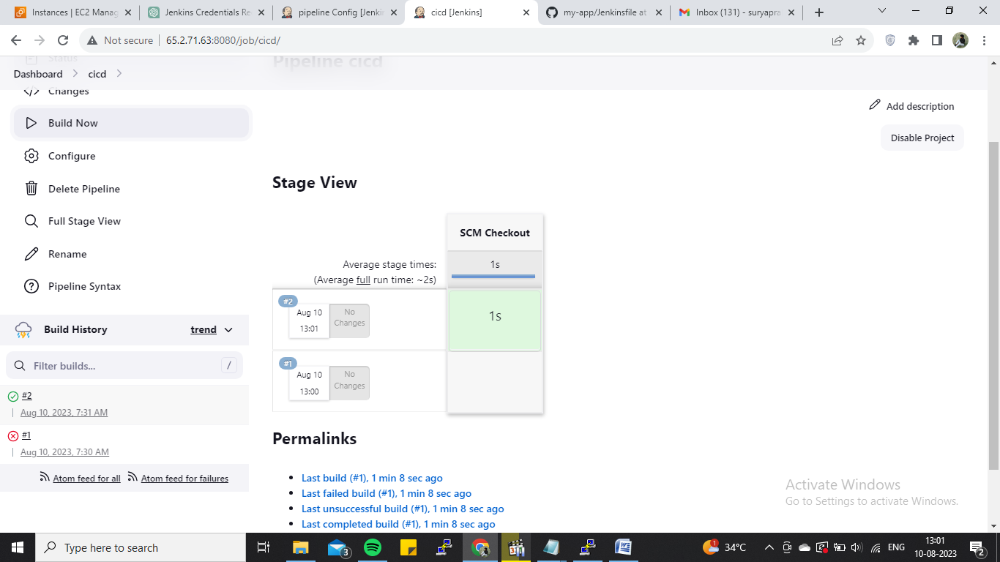 Instances | EC2 Manag
Jenkins Credentials Re
pipeline Config [Jenkin
cicd [Jenkins]
my-app/Jenkinsfile at
Inbox (131) - suryapra
Not secure
65.2.71.63:8080/job/cicd/
Status
Pipeline cicd
Dashboard
cicd
Changes
Add description
Build Now
Disable Project
Configure
Delete Pipeline
Full Stage View
Rename
Pipeline Syntax
Stage View
SCM Checkout
Average stage times:
1s
(Average full run time: ~2s)
#2
Aug 10
13:01
No
Changes
1s
#1
Aug 10
13:00
No
Changes
Build History
trend
Filter builds...
/
#2
Aug 10, 2023, 7:31 AM
#1
Aug 10, 2023, 7:30 AM
Atom feed for all
Atom feed for failures
Permalinks
Last build (#1), 1 min 8 sec ago
Last failed build (#1), 1 min 8 sec ago
Last unsuccessful build (#1), 1 min 8 sec ago
Last completed build (#1), 1 min 8 sec ago
Activate Windows
Go to Settings to activate Windows.
Type here to search
3
1
34°C
ENG
13:01
10-08-2023
2